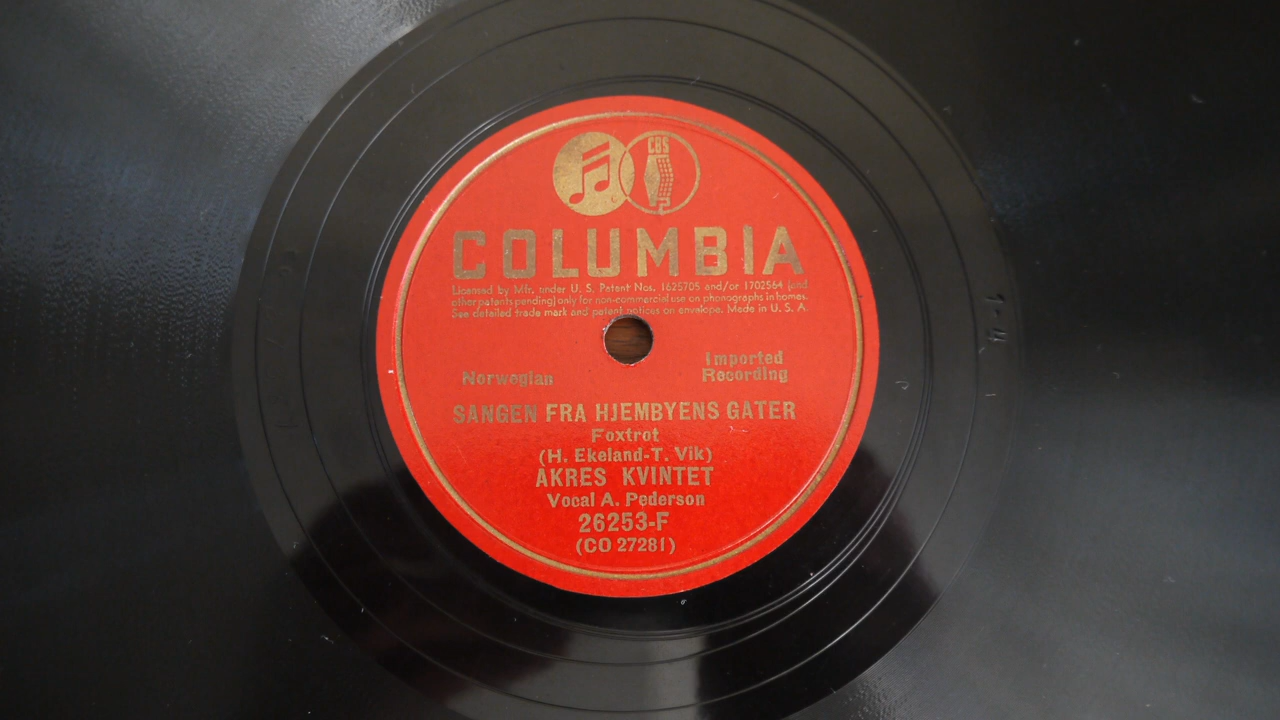 CBS
COLUMBIA
Licensed by Mfr. under U. S. Patent Nos. 1625705 and/or 1702564 (and
other patents pending) only for non-commercial use on phonographs in homes.
See detailed trade mark and patent notices on envelope. Made in U. S. A.
Norwegian
Imported
Recording
SANGEN FRA HJEMBYENS GATER
Foxtrot
(H. Ekeland-T. Vik)
ÅKRES KVINTET
Vocal A. Pederson
26253-F
(CO 27281)